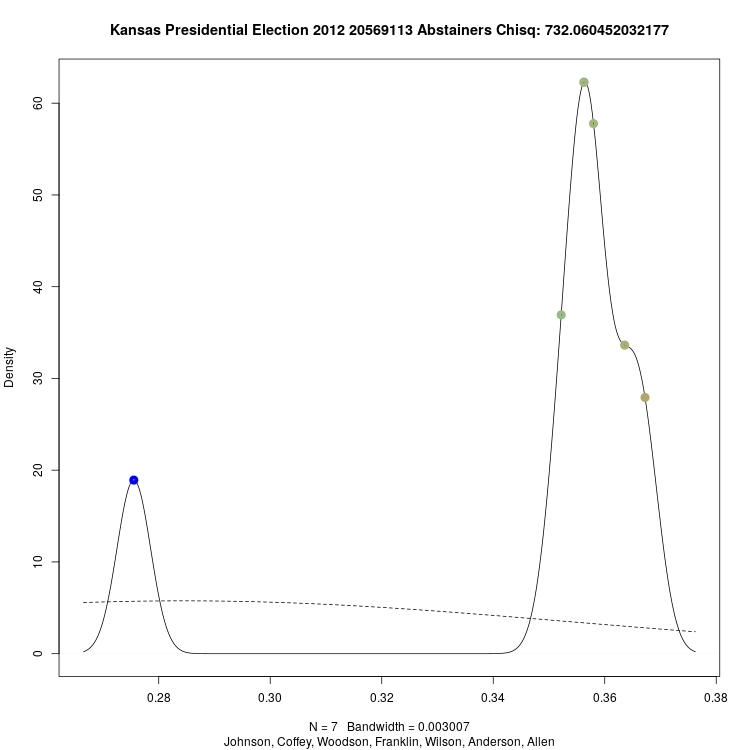 Kansas Presidential Election 2012 20569113 Abstainers Chisq: 732.060452032177
60
50
40
30
20
10
0
Density
0.28 0.30 0.32 0.34 0.36 0.38
N = 7 Bandwidth = 0.003007
Johnson, Coffey, Woodson, Franklin, Wilson, Anderson, Allen